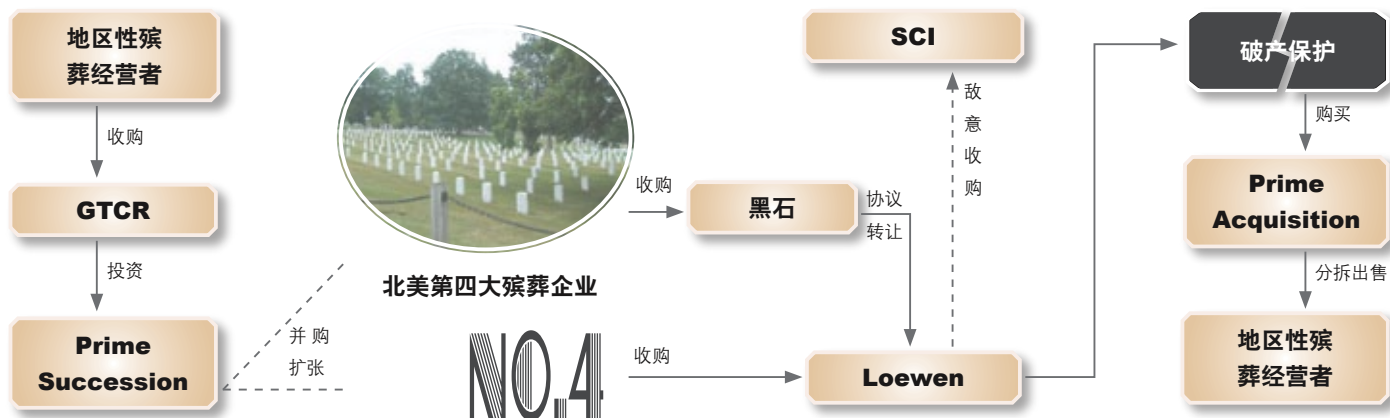 地区性殡
葬经营者
收购
GTCR
投资
Prime
Succession
并 购
扩张
北美第四大殡葬企业
NO.4
收购
收购
黑石
协议
转让
Loewen
敌
意
收
购
SCI
破产保护
购买
Prime
Acquisition
分拆出售
地区性殡
葬经营者